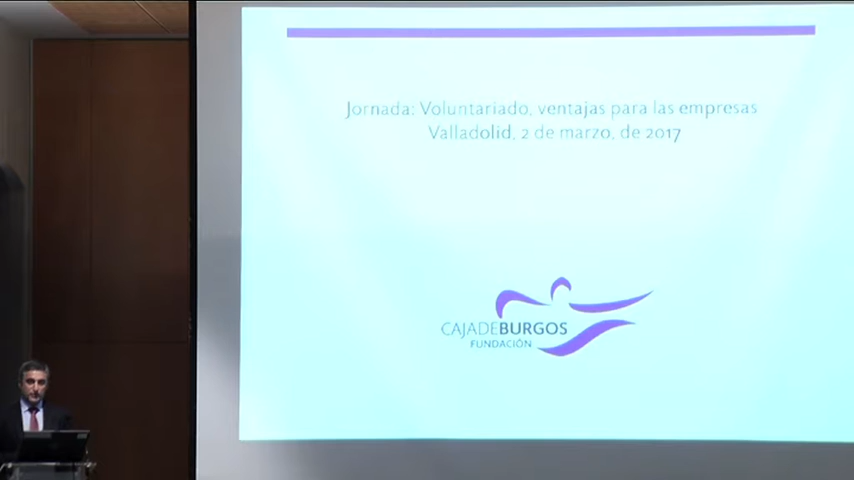 Jornada: Voluntariado, ventajas para las empresas
Valladolid, 2 de marzo, de 2017
CAJADEBURGOS
FUNDACIÓN